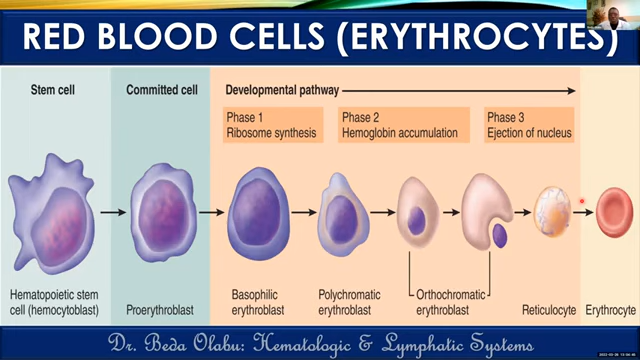 RED BLOOD CELLS (ERYTHROCYTES)
Stem cell
Committed cell
Developmental pathway
Phase 1
Ribosome synthesis
Phase 2
Hemoglobin accumulation
Phase 3
Ejection of nucleus
Hematopoietic stem
cell (hemocytoblast)
Proerythroblast
Basophilic
erythroblast
Polychromatic
erythroblast
Orthochromatic
erythroblast
Reticulocyte
Erythrocyte
Dr. Beda Olabu: Hematologic & Lymphatic Systems